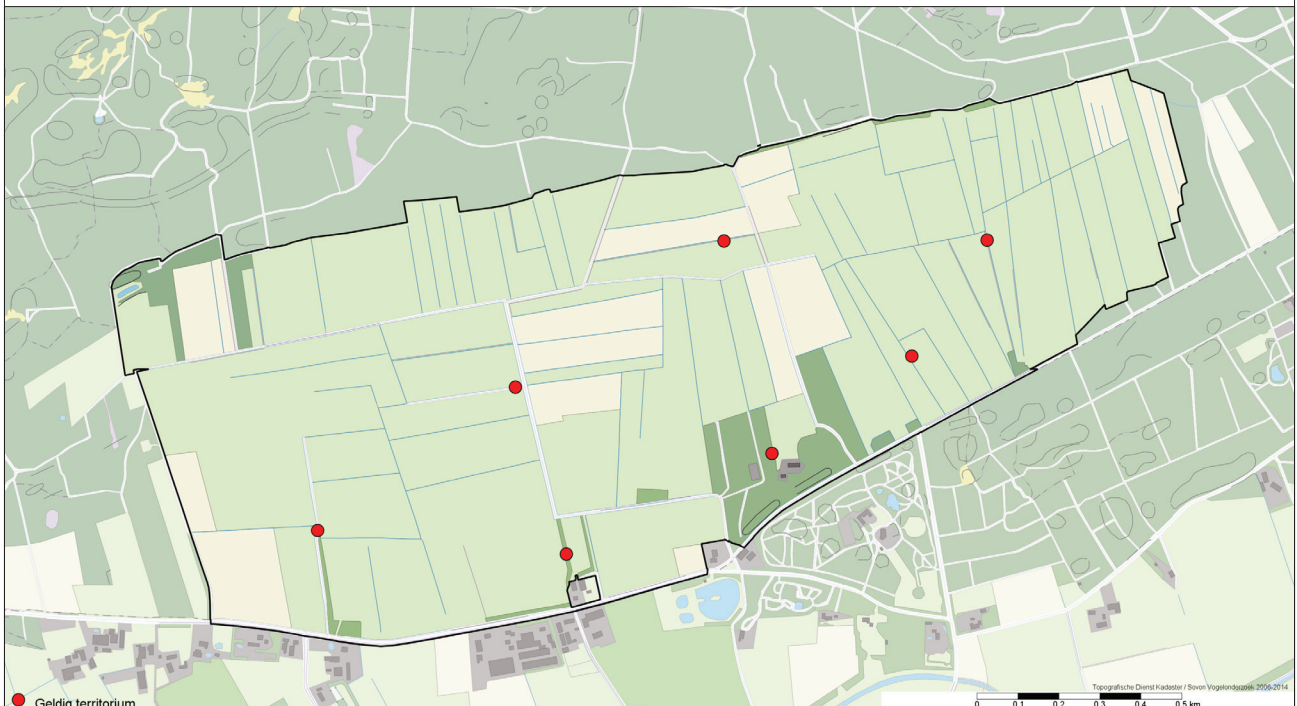 Topografische Dienst Kadaster / Sovon Vogelonderzoek 2006-2014
Geldig territorium
0 0.1 0.2 0.3 0.4 0.5 km